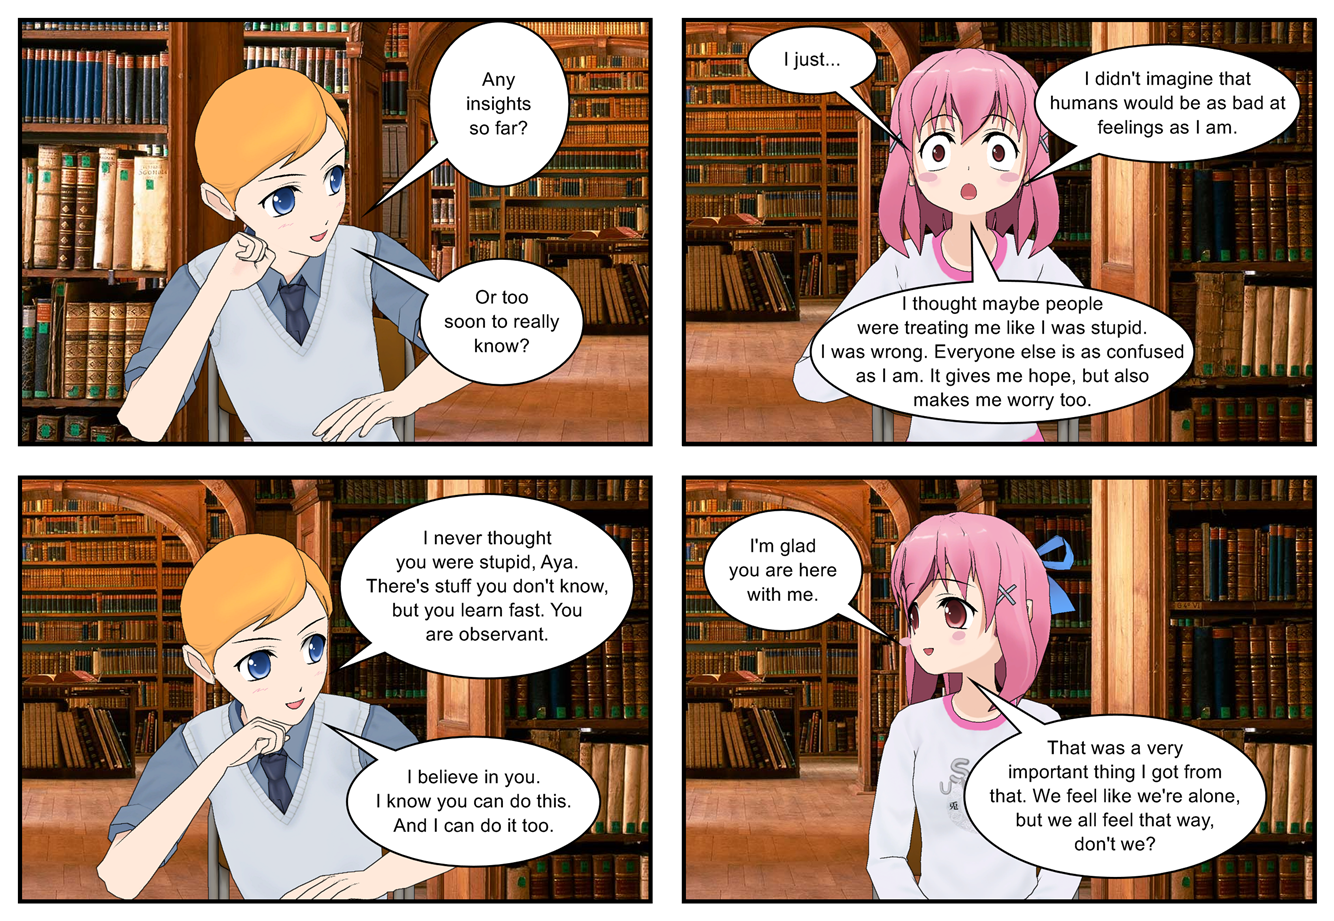 Any
insights
so far?
Or too
soon to really
know?
I just...
I didn't imagine that
humans would be as bad at
feelings as I am.
I thought maybe people
were treating me like I was stupid.
I was wrong. Everyone else is as confused
as I am. It gives me hope, but also
makes me worry too.
I never thought
you were stupid, Aya.
There's stuff you don't know,
but you learn fast. You
are observant.
I believe in you.
I know you can do this.
And I can do it too.
I'm glad
you are here
with me.
That was a very
important thing I got from
that. We feel like we're alone,
but we all feel that way,
don't we?